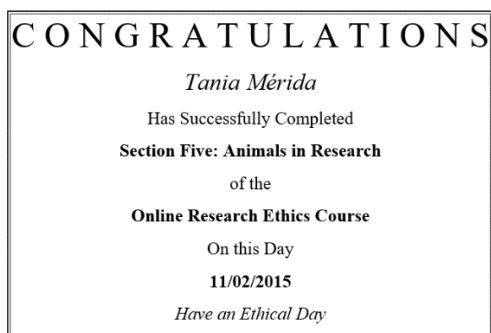 CONGRATULATIONS
Tania Mérida
Has Successfully Completed
Section Five: Animals in Research
of the
Online Research Ethics Course
On this Day
11/02/2015
Have an Ethical Day